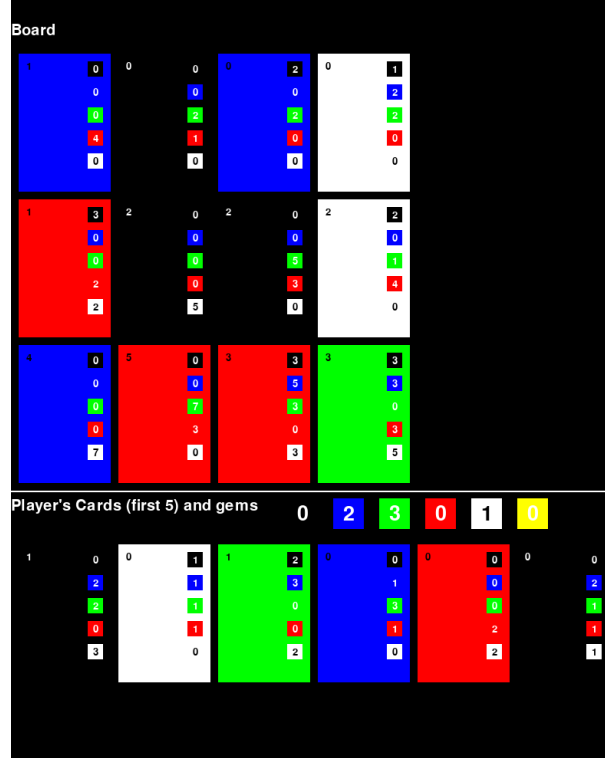 Board
1 0 0 0 2 0 1
0 0 0 2
0 2 2 2
4 1 0 0
0 0 0 0
1 3 2 0 2 0 2 2
0 0 0 0
0 0 5 1
2 0 3 4
2 5 0 0
4 0 5 0 3 3 3 3
0 0 5 3
0 7 3 0
0 3 0 3
7 0 3 5
Player's Cards (first 5) and gems 0 2 3 0 1 0
1 0 0 1 1 2 0 0 0 0 0 0
2 1 3 1 0 2
2 1 0 3 0 1
0 1 0 1 2 1
3 0 2 0 2 1